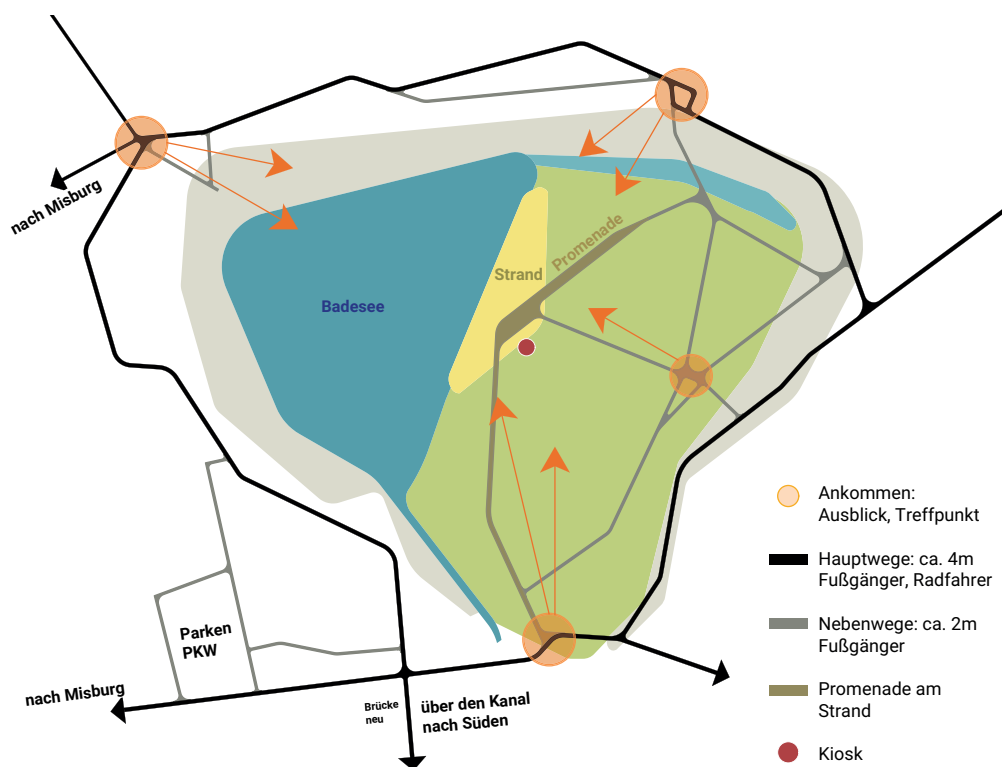 nach Misburg
Promenade
Strand
Badesee
Ankommen:
Ausblick, Treffpunkt
Hauptwege: ca. 4m
Fußgänger, Radfahrer
Nebenwege: ca. 2m
Fußgänger
Promenade am
Strand
Kiosk
Parken
PKW
nach Misburg
Brücke
neu
über den Kanal
nach Süden